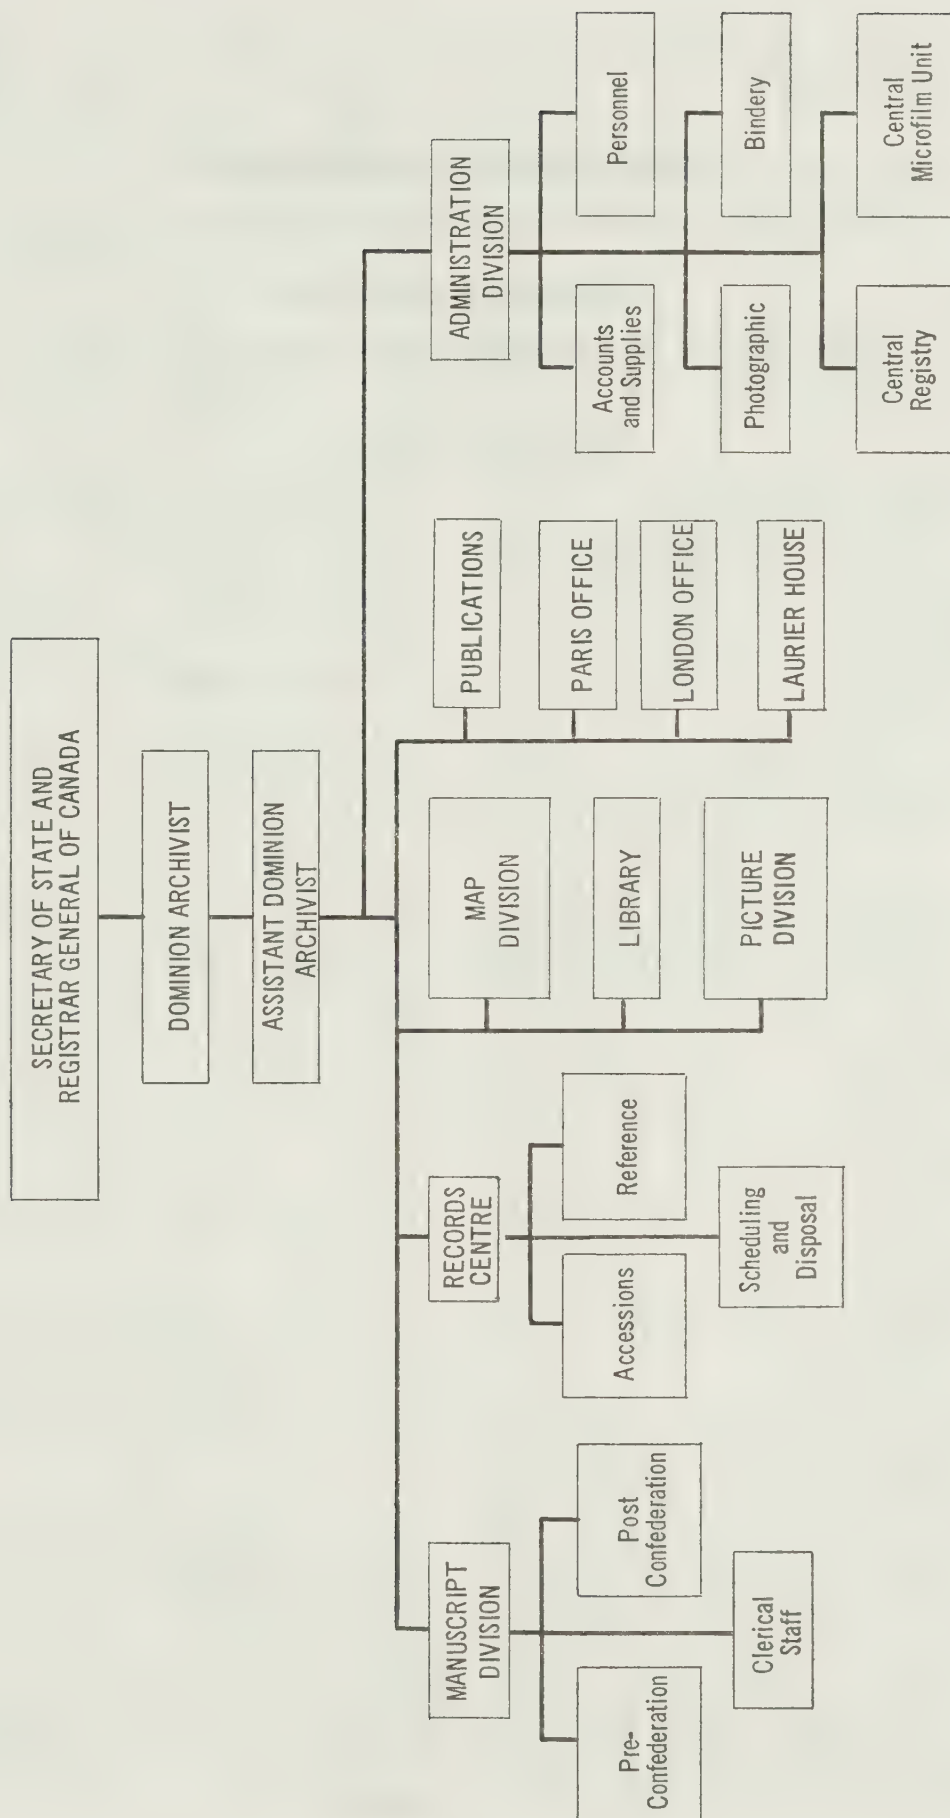 SECRETARY OF STATE AND
REGISTRAR GENERAL OF CANADA
DOMINION ARCHIVIST
ASSISTANT DOMINION
ARCHIVIST
MANUSCRIPT
DIVISION
Pre-
Confederation
Post
Confederation
Clerical
Staff
RECORDS
CENTRE
Accessions
Reference
Scheduling
and
Disposal
MAP
DIVISION
LIBRARY
PICTURE
DIVISION
PUBLICATIONS
PARIS OFFICE
LONDON OFFICE
LAURIER HOUSE
ADMINISTRATION
DIVISION
Accounts
and Supplies
Personnel
Photographic
Bindery
Central
Registry
Central
Microfilm Unit